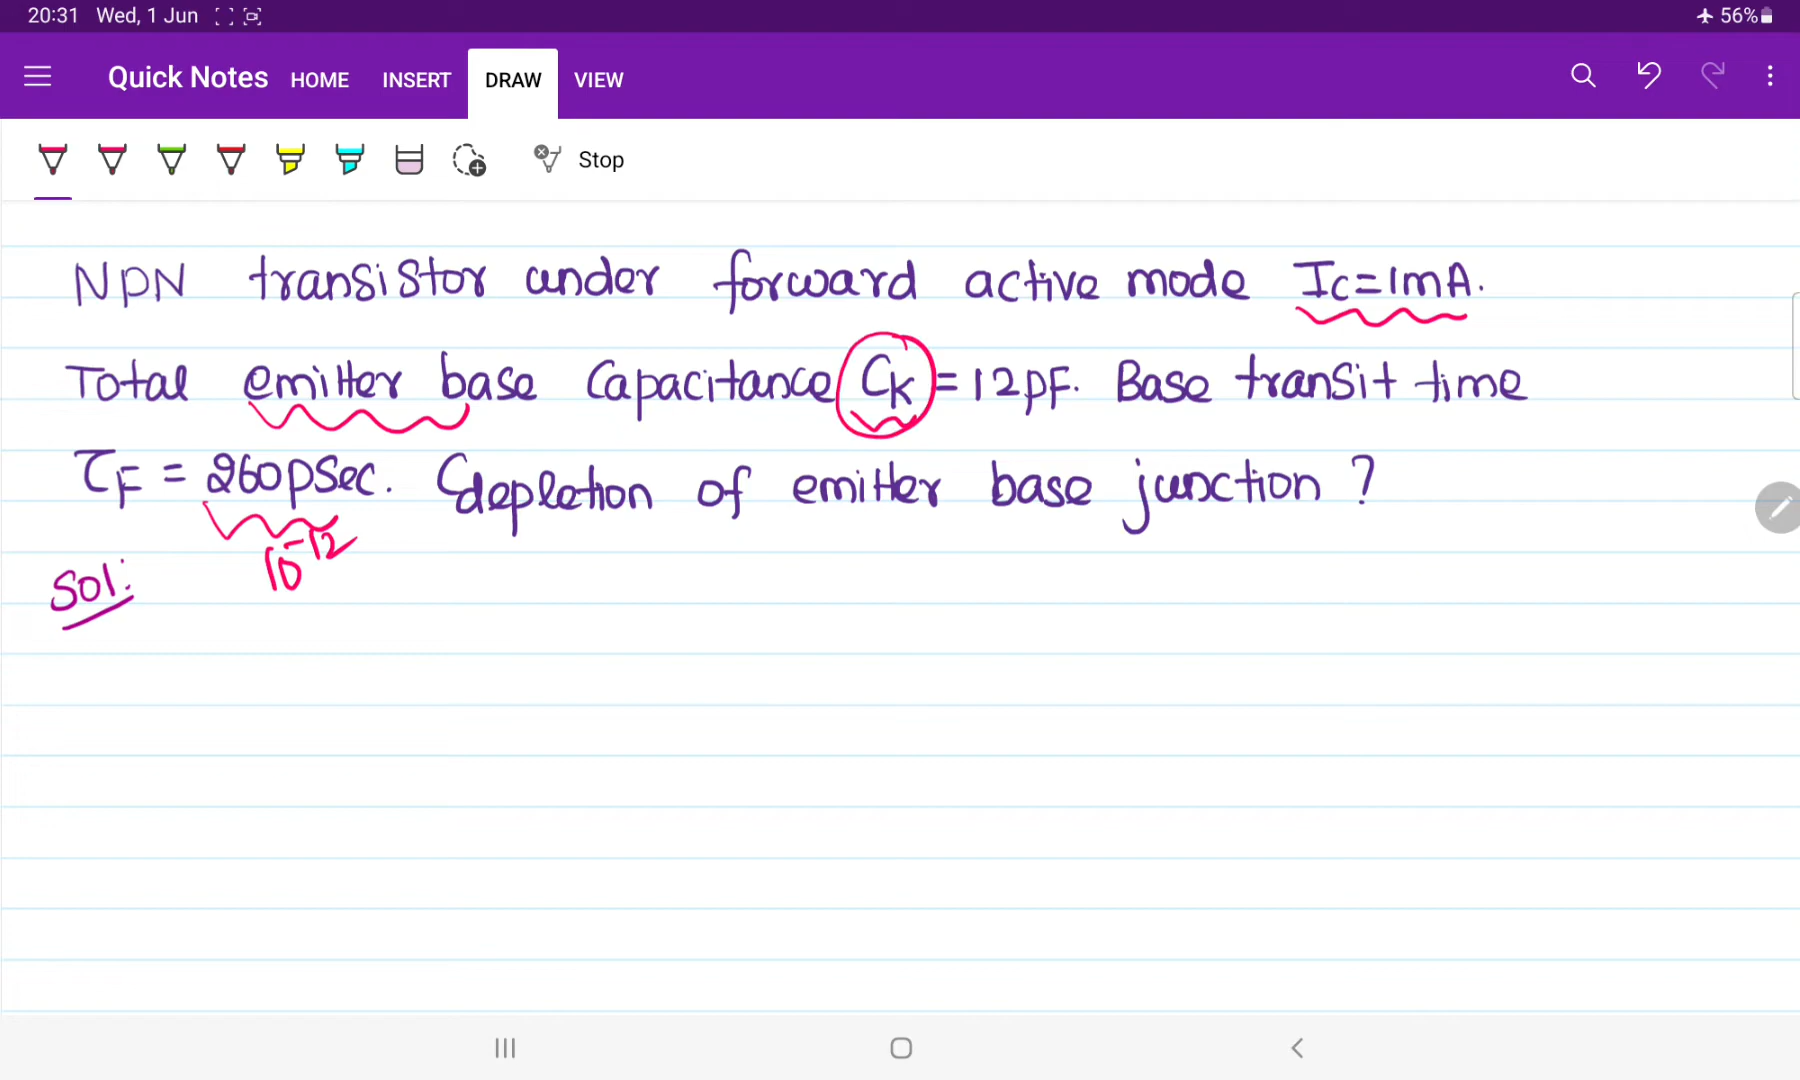 20:31 Wed, 1 Jun 56%
Quick Notes HOME INSERT DRAW VIEW
Stop
NPN transistor under forward active mode Ic=1mA.
Total emitter base Capacitance Cк = 12pF. Base transit time
τF = 260psec. Cdepletion of emitter base junction ?
10-12
Sol: